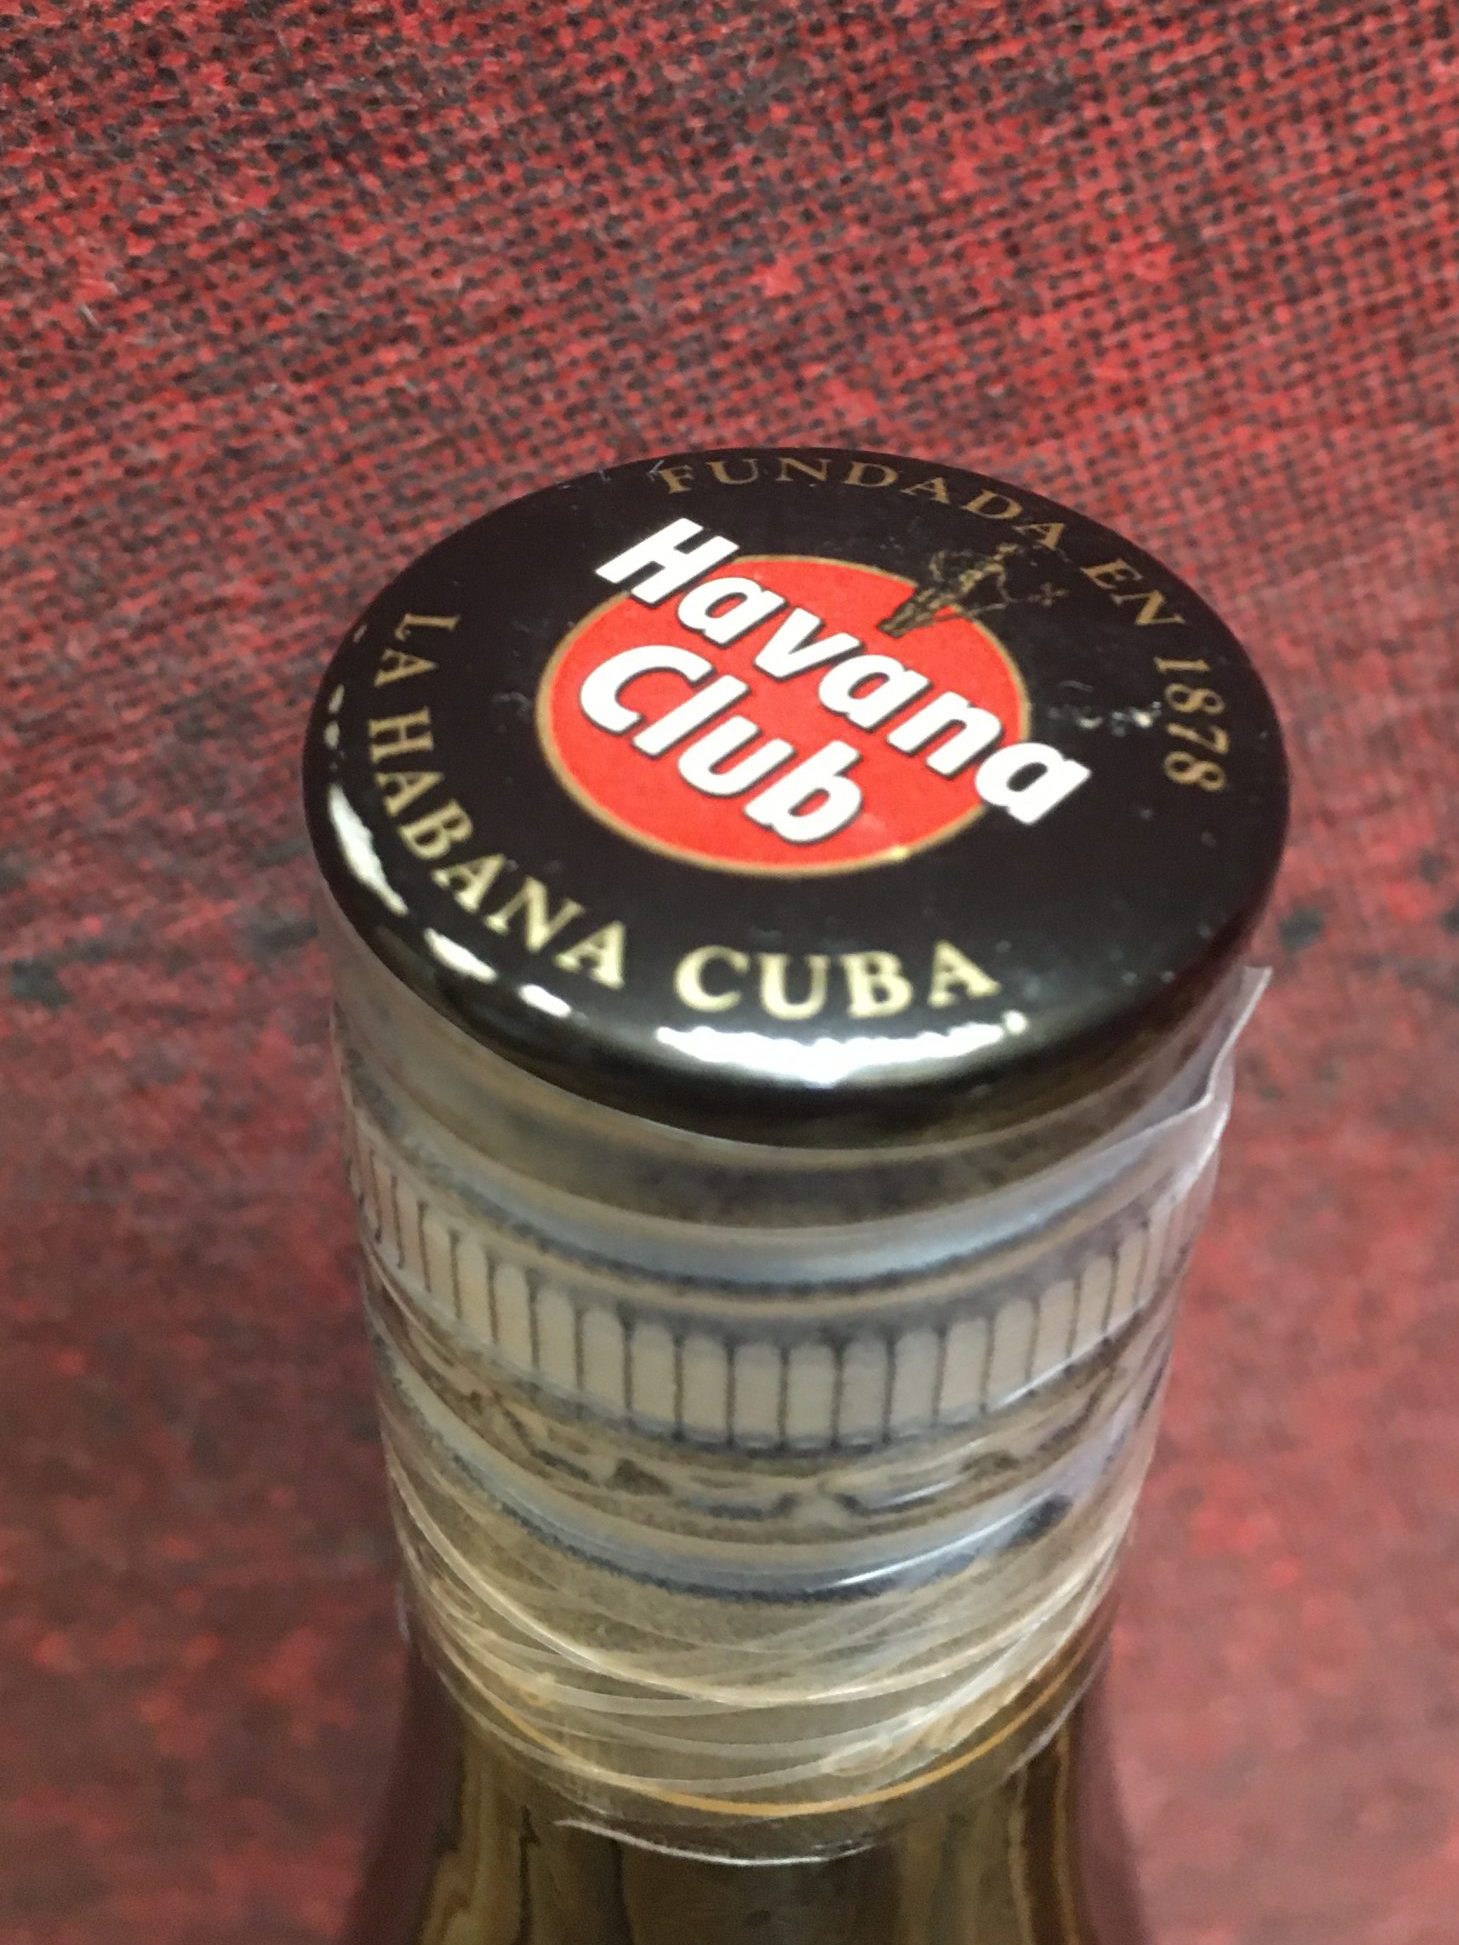 FUNDADA EN 1878
Havana
Club
LA HABANA CUBA